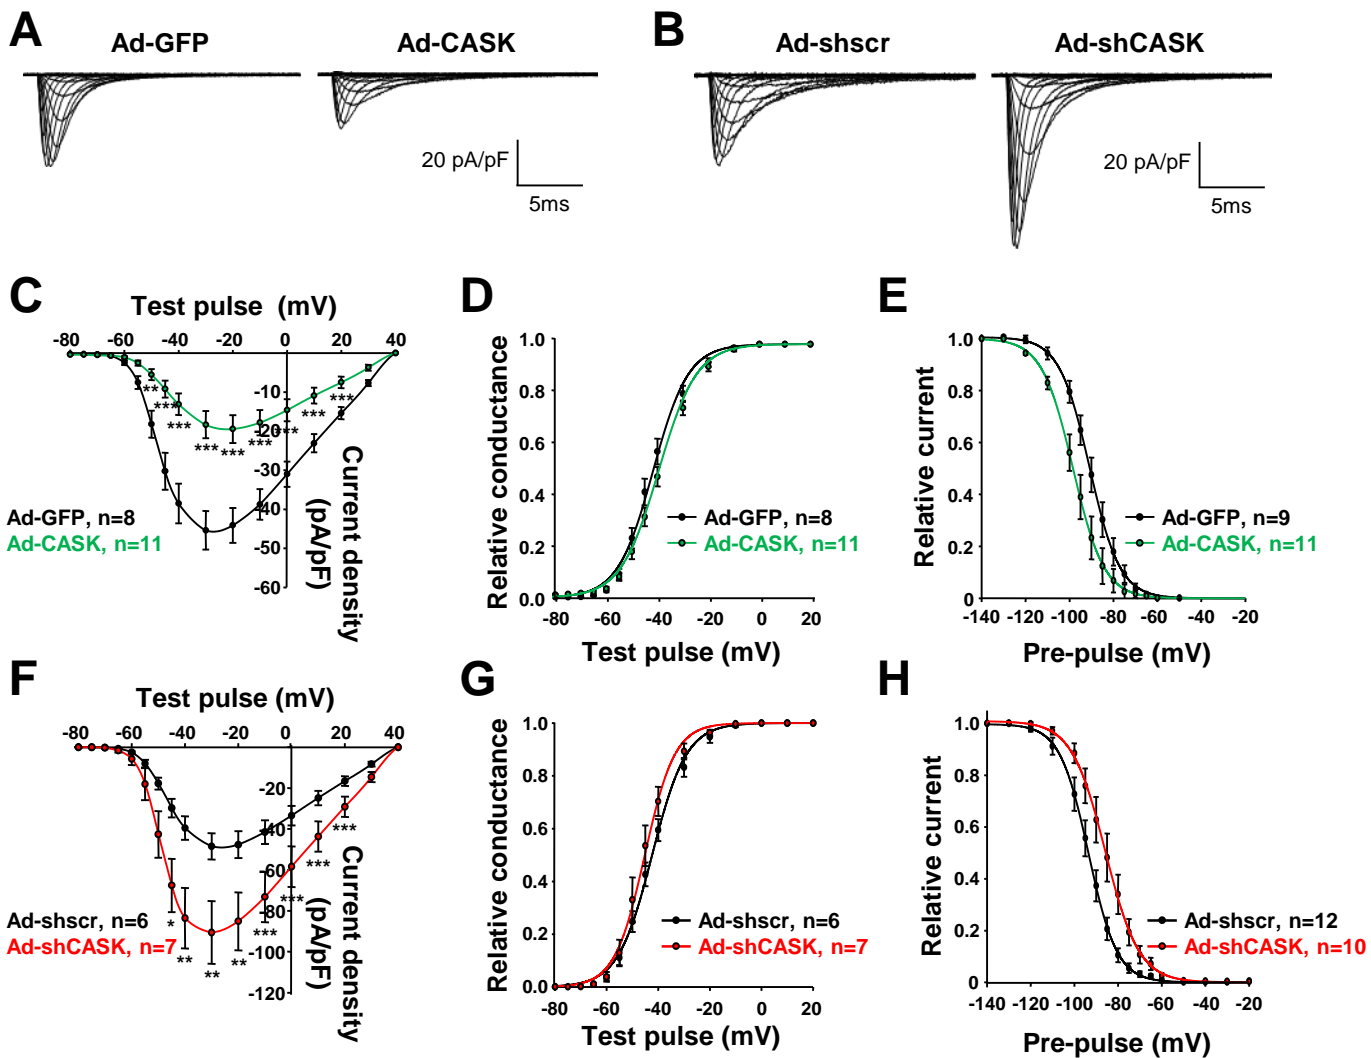 A
Ad-GFP
Ad-CASK
20 pA/pF
5ms
B
Ad-shscr
Ad-shCASK
20 pA/pF
5ms
C
Test pulse (mV)
-80 -60 -40 -20 0 20 40
-10
-20
-30
-40
-50
-60
** *** *** *** *** *** *** *** ***
Current density
(pA/pF)
Ad-GFP, n=8
Ad-CASK, n=11
D
Relative conductance
1.0
0.8
0.6
0.4
0.2
0
-80 -60 -40 -20 0 20
Test pulse (mV)
Ad-GFP, n=8
Ad-CASK, n=11
E
Relative current
1.0
0.8
0.6
0.4
0.2
0
-140 -120 -100 -80 -60 -40 -20
Pre-pulse (mV)
Ad-GFP, n=9
Ad-CASK, n=11
F
Test pulse (mV)
-80 -60 -40 -20 0 20 40
-20
-40
-60
-80
-100
-120
* ** ** ** *** *** *** ***
Current density
(pA/pF)
Ad-shscr, n=6
Ad-shCASK, n=7
G
Relative conductance
1.0
0.8
0.6
0.4
0.2
0
-80 -60 -40 -20 0 20
Test pulse (mV)
Ad-shscr, n=6
Ad-shCASK, n=7
H
Relative current
1.0
0.8
0.6
0.4
0.2
0
-140 -120 -100 -80 -60 -40 -20
Pre-pulse (mV)
Ad-shscr, n=12
Ad-shCASK, n=10